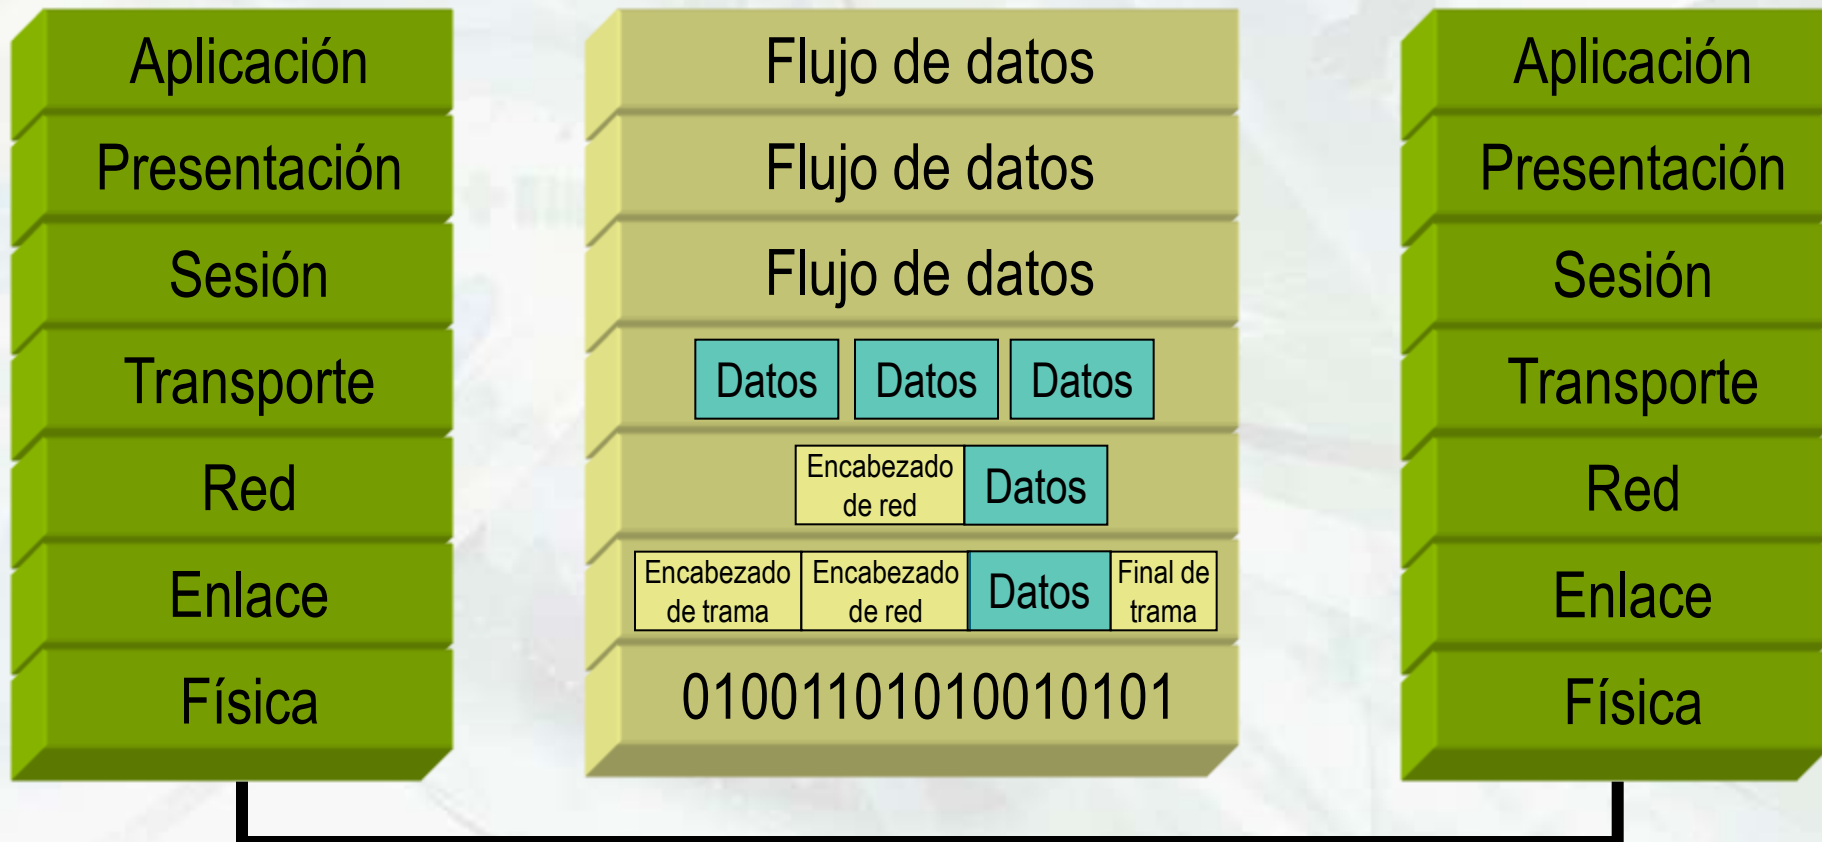 Aplicación
Presentación
Sesión
Transporte
Red
Enlace
Física
Flujo de datos
Flujo de datos
Flujo de datos
Datos Datos Datos
Encabezado
de red
Datos
Encabezado
de trama
Encabezado
de red
Datos
Final de
trama
01001101010010101
Aplicación
Presentación
Sesión
Transporte
Red
Enlace
Física